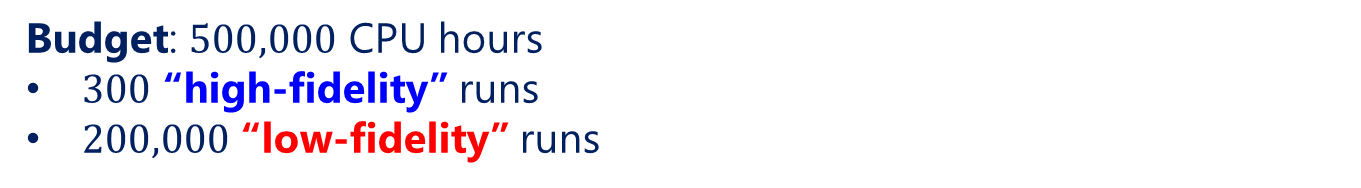 Budget: 500,000 CPU hours
• 300 “high-fidelity” runs
• 200,000 “low-fidelity” runs